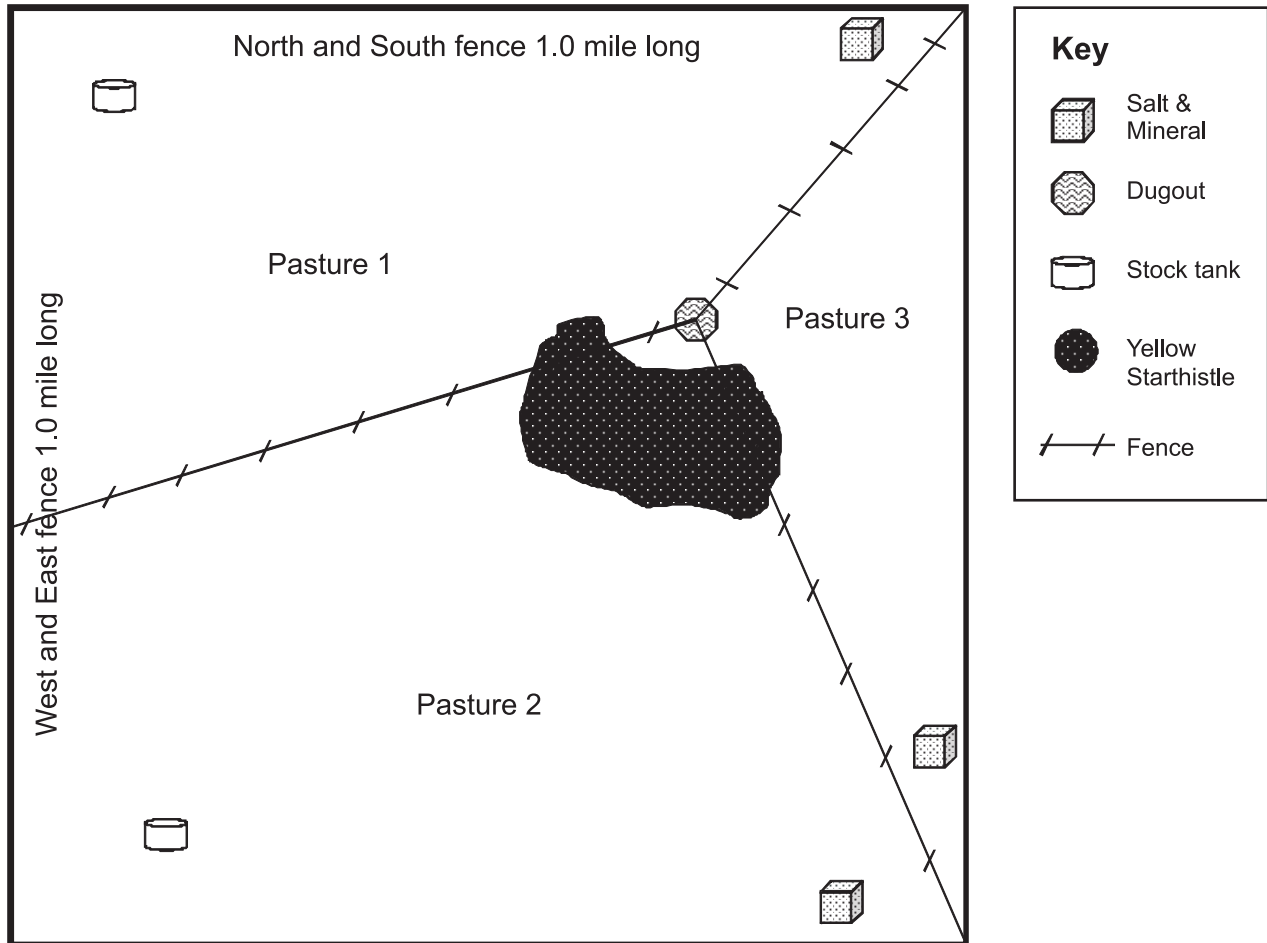 North and South fence 1.0 mile long
Pasture 1
Pasture 3
West and East fence 1.0 mile long
Pasture 2
Key
Salt &
Mineral
Dugout
Stock tank
Yellow
Starthistle
Fence